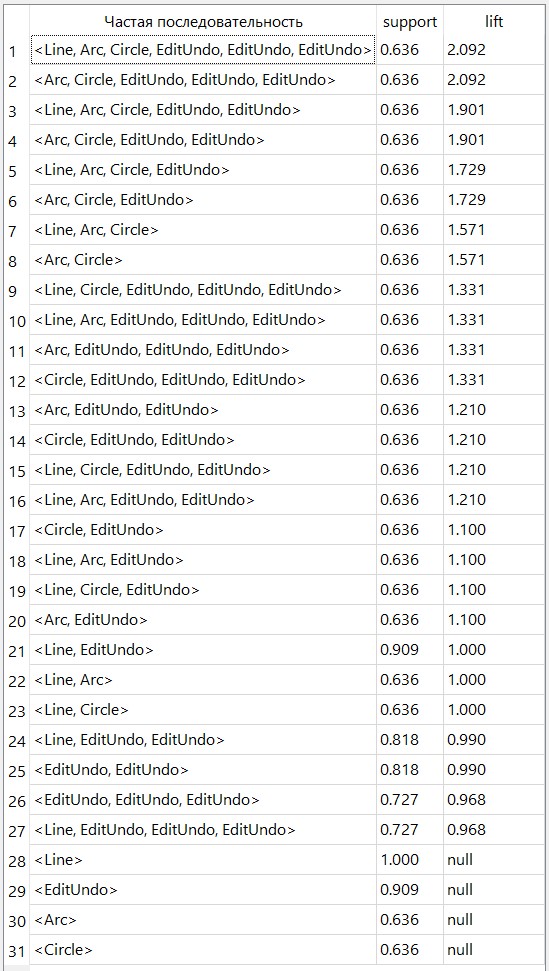 Частая последовательность support lift
1 <Line, Arc, Circle, EditUndo, EditUndo, EditUndo> 0.636 2.092
2 <Arc, Circle, EditUndo, EditUndo, EditUndo> 0.636 2.092
3 <Line, Arc, Circle, EditUndo, EditUndo> 0.636 1.901
4 <Arc, Circle, EditUndo, EditUndo> 0.636 1.901
5 <Line, Arc, Circle, EditUndo> 0.636 1.729
6 <Arc, Circle, EditUndo> 0.636 1.729
7 <Line, Arc, Circle> 0.636 1.571
8 <Arc, Circle> 0.636 1.571
9 <Line, Circle, EditUndo, EditUndo, EditUndo> 0.636 1.331
10 <Line, Arc, EditUndo, EditUndo, EditUndo> 0.636 1.331
11 <Arc, EditUndo, EditUndo, EditUndo> 0.636 1.331
12 <Circle, EditUndo, EditUndo, EditUndo> 0.636 1.331
13 <Arc, EditUndo, EditUndo> 0.636 1.210
14 <Circle, EditUndo, EditUndo> 0.636 1.210
15 <Line, Circle, EditUndo, EditUndo> 0.636 1.210
16 <Line, Arc, EditUndo, EditUndo> 0.636 1.210
17 <Circle, EditUndo> 0.636 1.100
18 <Line, Arc, EditUndo> 0.636 1.100
19 <Line, Circle, EditUndo> 0.636 1.100
20 <Arc, EditUndo> 0.636 1.100
21 <Line, EditUndo> 0.909 1.000
22 <Line, Arc> 0.636 1.000
23 <Line, Circle> 0.636 1.000
24 <Line, EditUndo, EditUndo> 0.818 0.990
25 <EditUndo, EditUndo> 0.818 0.990
26 <EditUndo, EditUndo, EditUndo> 0.727 0.968
27 <Line, EditUndo, EditUndo, EditUndo> 0.727 0.968
28 <Line> 1.000 null
29 <EditUndo> 0.909 null
30 <Arc> 0.636 null
31 <Circle> 0.636 null